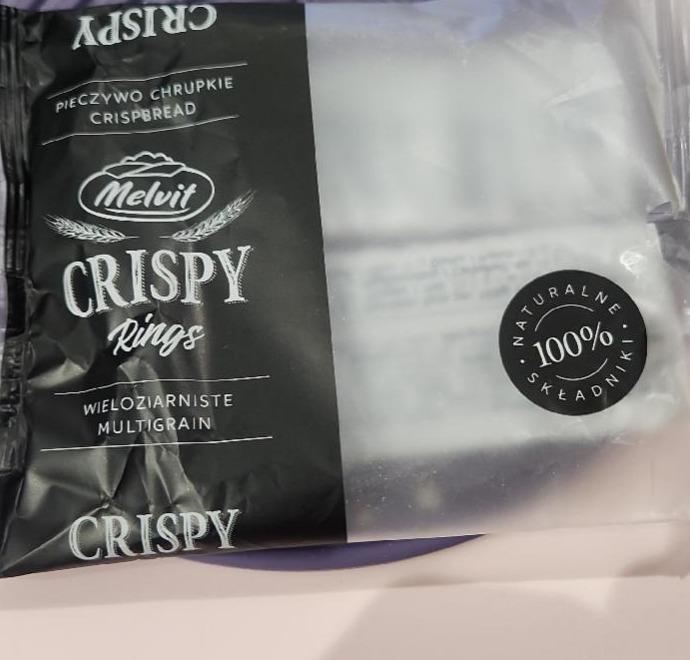 CRISPY
PIECZYWO CHRUPKIE
CRISPBREAD
Melvit
CRISPY
Rings
WIELOZIARNISTE
MULTIGRAIN
CRISPY
NATURALNE
100%
SKŁADNIKI